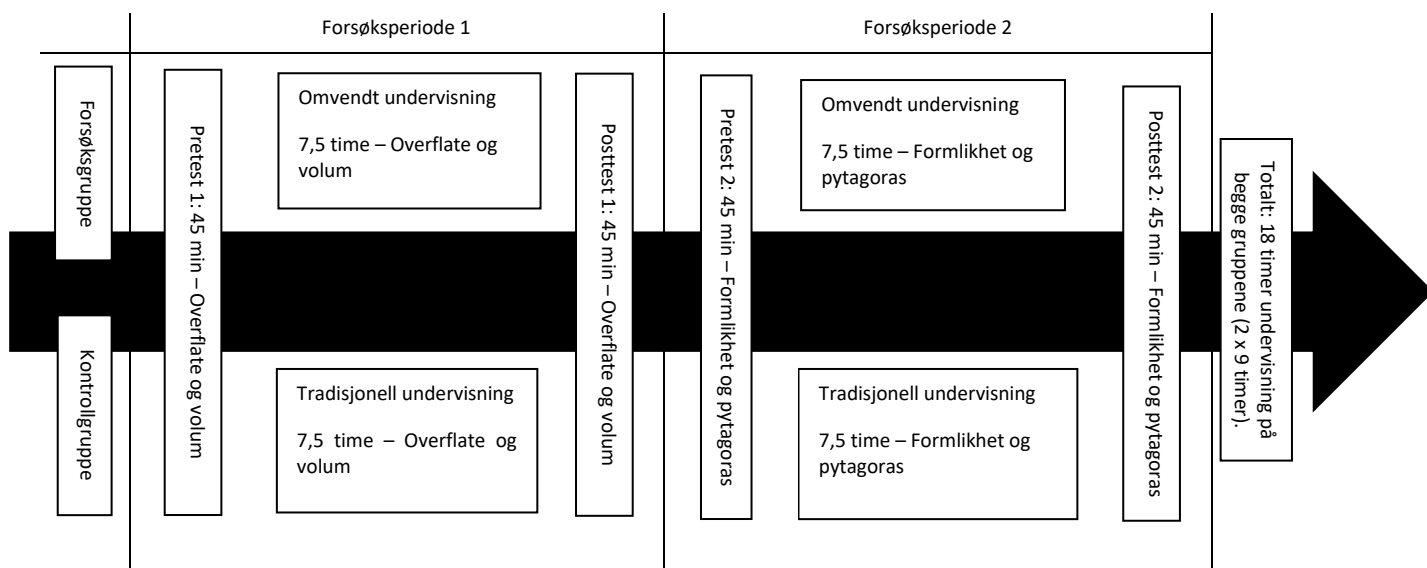 Forsøksperiode 1
Forsøksperiode 2
Forsøksgruppe
Kontrollgruppe
Pretest 1: 45 min – Overflate og volum
Omvendt undervisning
7,5 time – Overflate og
volum
Tradisjonell undervisning
7,5 time – Overflate og
volum
Posttest 1: 45 min – Overflate og volum
Pretest 2: 45 min – Formlikhet og pytagoras
Omvendt undervisning
7,5 time – Formlikhet og
pytagoras
Tradisjonell undervisning
7,5 time – Formlikhet og
pytagoras
Posttest 2: 45 min – Formlikhet og pytagoras
Totalt: 18 timer undervisning på
begge gruppene (2 x 9 timer).